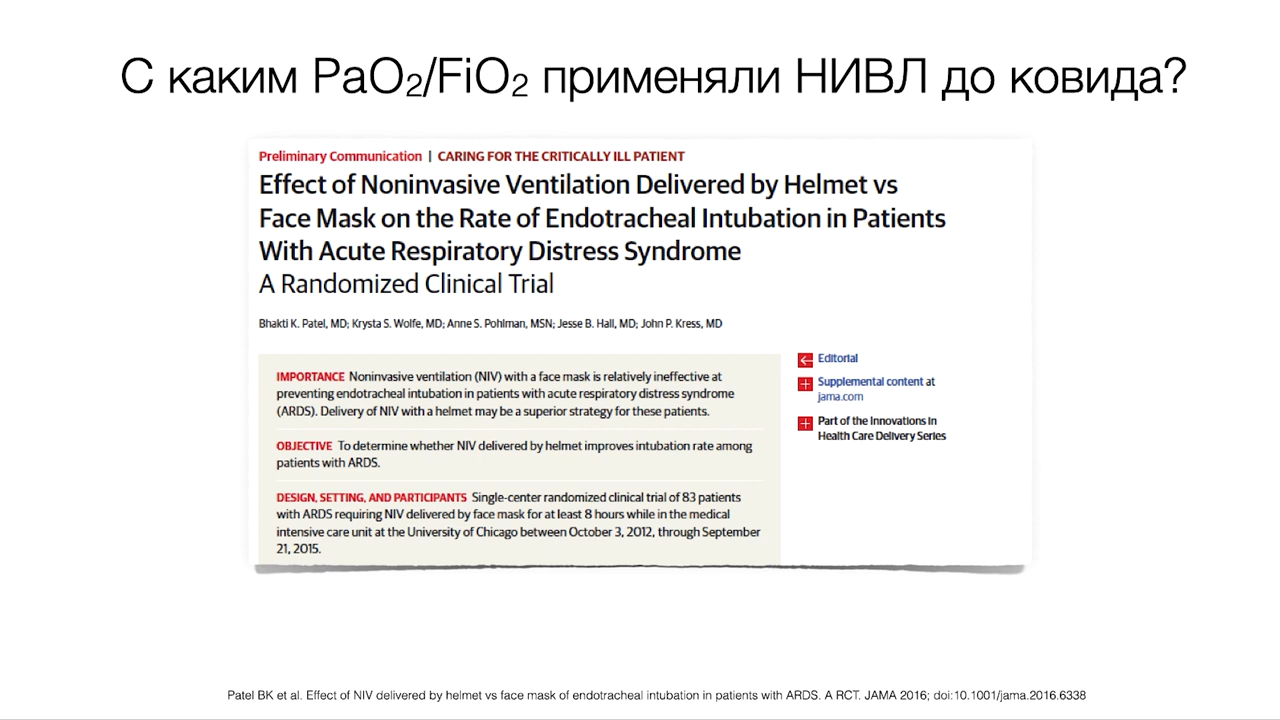 С каким PaO₂/FiO₂ применяли НИВЛ до ковида?
Preliminary Communication | CARING FOR THE CRITICALLY ILL PATIENT
Effect of Noninvasive Ventilation Delivered by Helmet vs
Face Mask on the Rate of Endotracheal Intubation in Patients
With Acute Respiratory Distress Syndrome
A Randomized Clinical Trial
Bhakti K. Patel, MD; Krysta S. Wolfe, MD; Anne S. Pohlman, MSN; Jesse B. Hall, MD; John P. Kress, MD
IMPORTANCE Noninvasive ventilation (NIV) with a face mask is relatively ineffective at
preventing endotracheal intubation in patients with acute respiratory distress syndrome
(ARDS). Delivery of NIV with a helmet may be a superior strategy for these patients.
OBJECTIVE To determine whether NIV delivered by helmet improves intubation rate among
patients with ARDS.
DESIGN, SETTING, AND PARTICIPANTS Single-center randomized clinical trial of 83 patients
with ARDS requiring NIV delivered by face mask for at least 8 hours while in the medical
intensive care unit at the University of Chicago between October 3, 2012, through September
21, 2015.
Editorial
Supplemental content at
jama.com
Part of the Innovations in
Health Care Delivery Series
Patel BK et al. Effect of NIV delivered by helmet vs face mask of endotracheal intubation in patients with ARDS. A RCT. JAMA 2016; doi:10.1001/jama.2016.6338